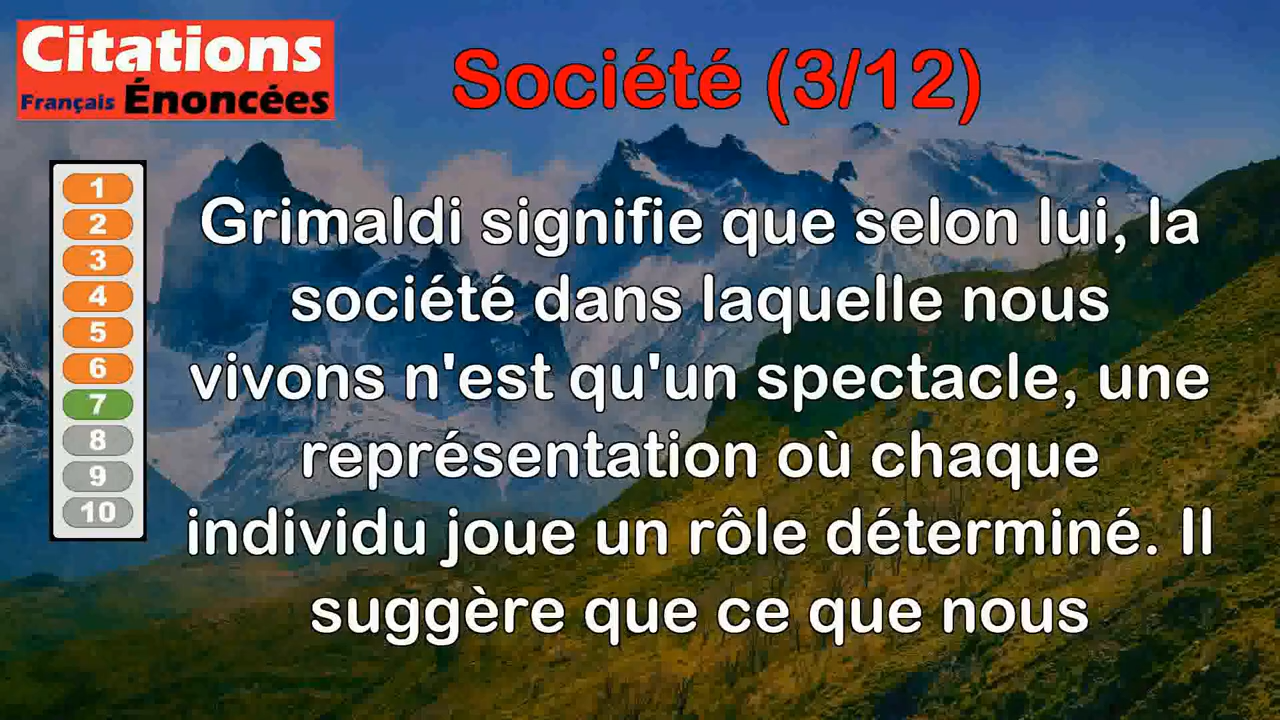 Citations
Français Énoncées
Société (3/12)
1
2
3
4
5
6
7
8
9
10
Grimaldi signifie que selon lui, la
société dans laquelle nous
vivons n'est qu'un spectacle, une
représentation où chaque
individu joue un rôle déterminé. Il
suggère que ce que nous